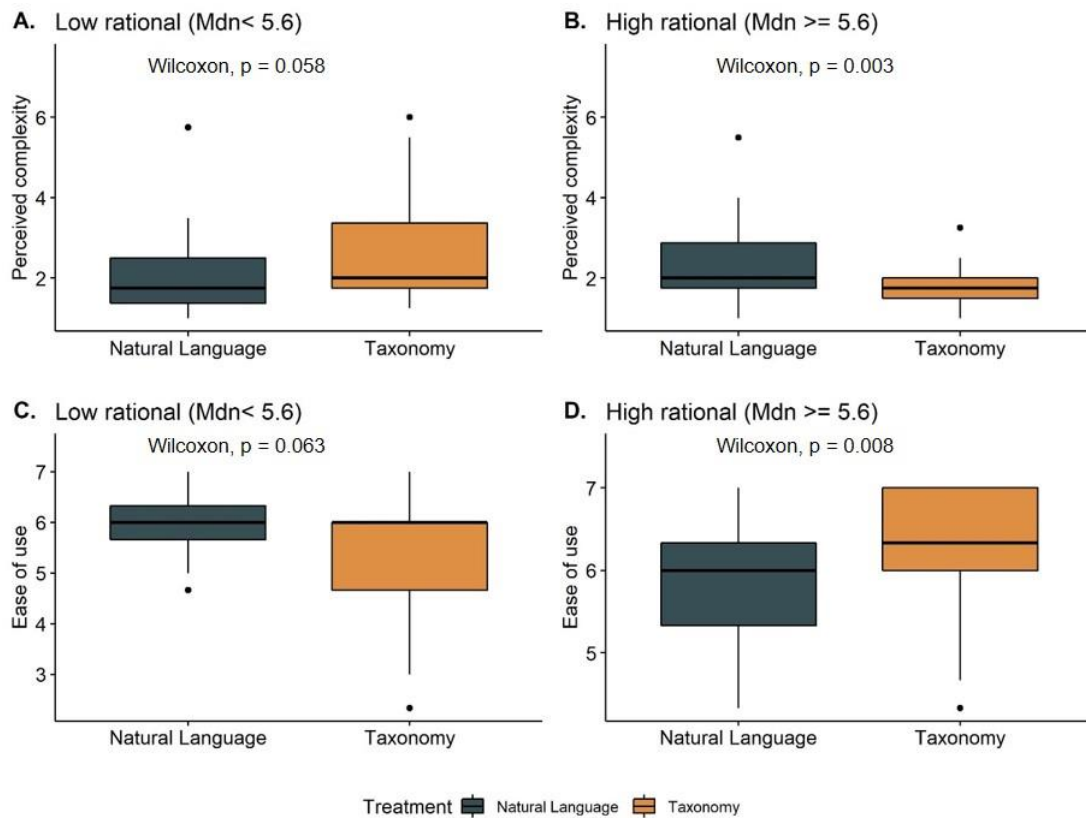 A. Low rational (Mdn< 5.6)
Wilcoxon, p = 0.058
Perceived complexity
6
4
2
Natural Language
Taxonomy
B. High rational (Mdn >= 5.6)
Wilcoxon, p = 0.003
Perceived complexity
6
4
2
Natural Language
Taxonomy
C. Low rational (Mdn< 5.6)
Wilcoxon, p = 0.063
Ease of use
7
6
5
4
3
Natural Language
Taxonomy
D. High rational (Mdn >= 5.6)
Wilcoxon, p = 0.008
Ease of use
7
6
5
Natural Language
Taxonomy
Treatment Natural Language Taxonomy